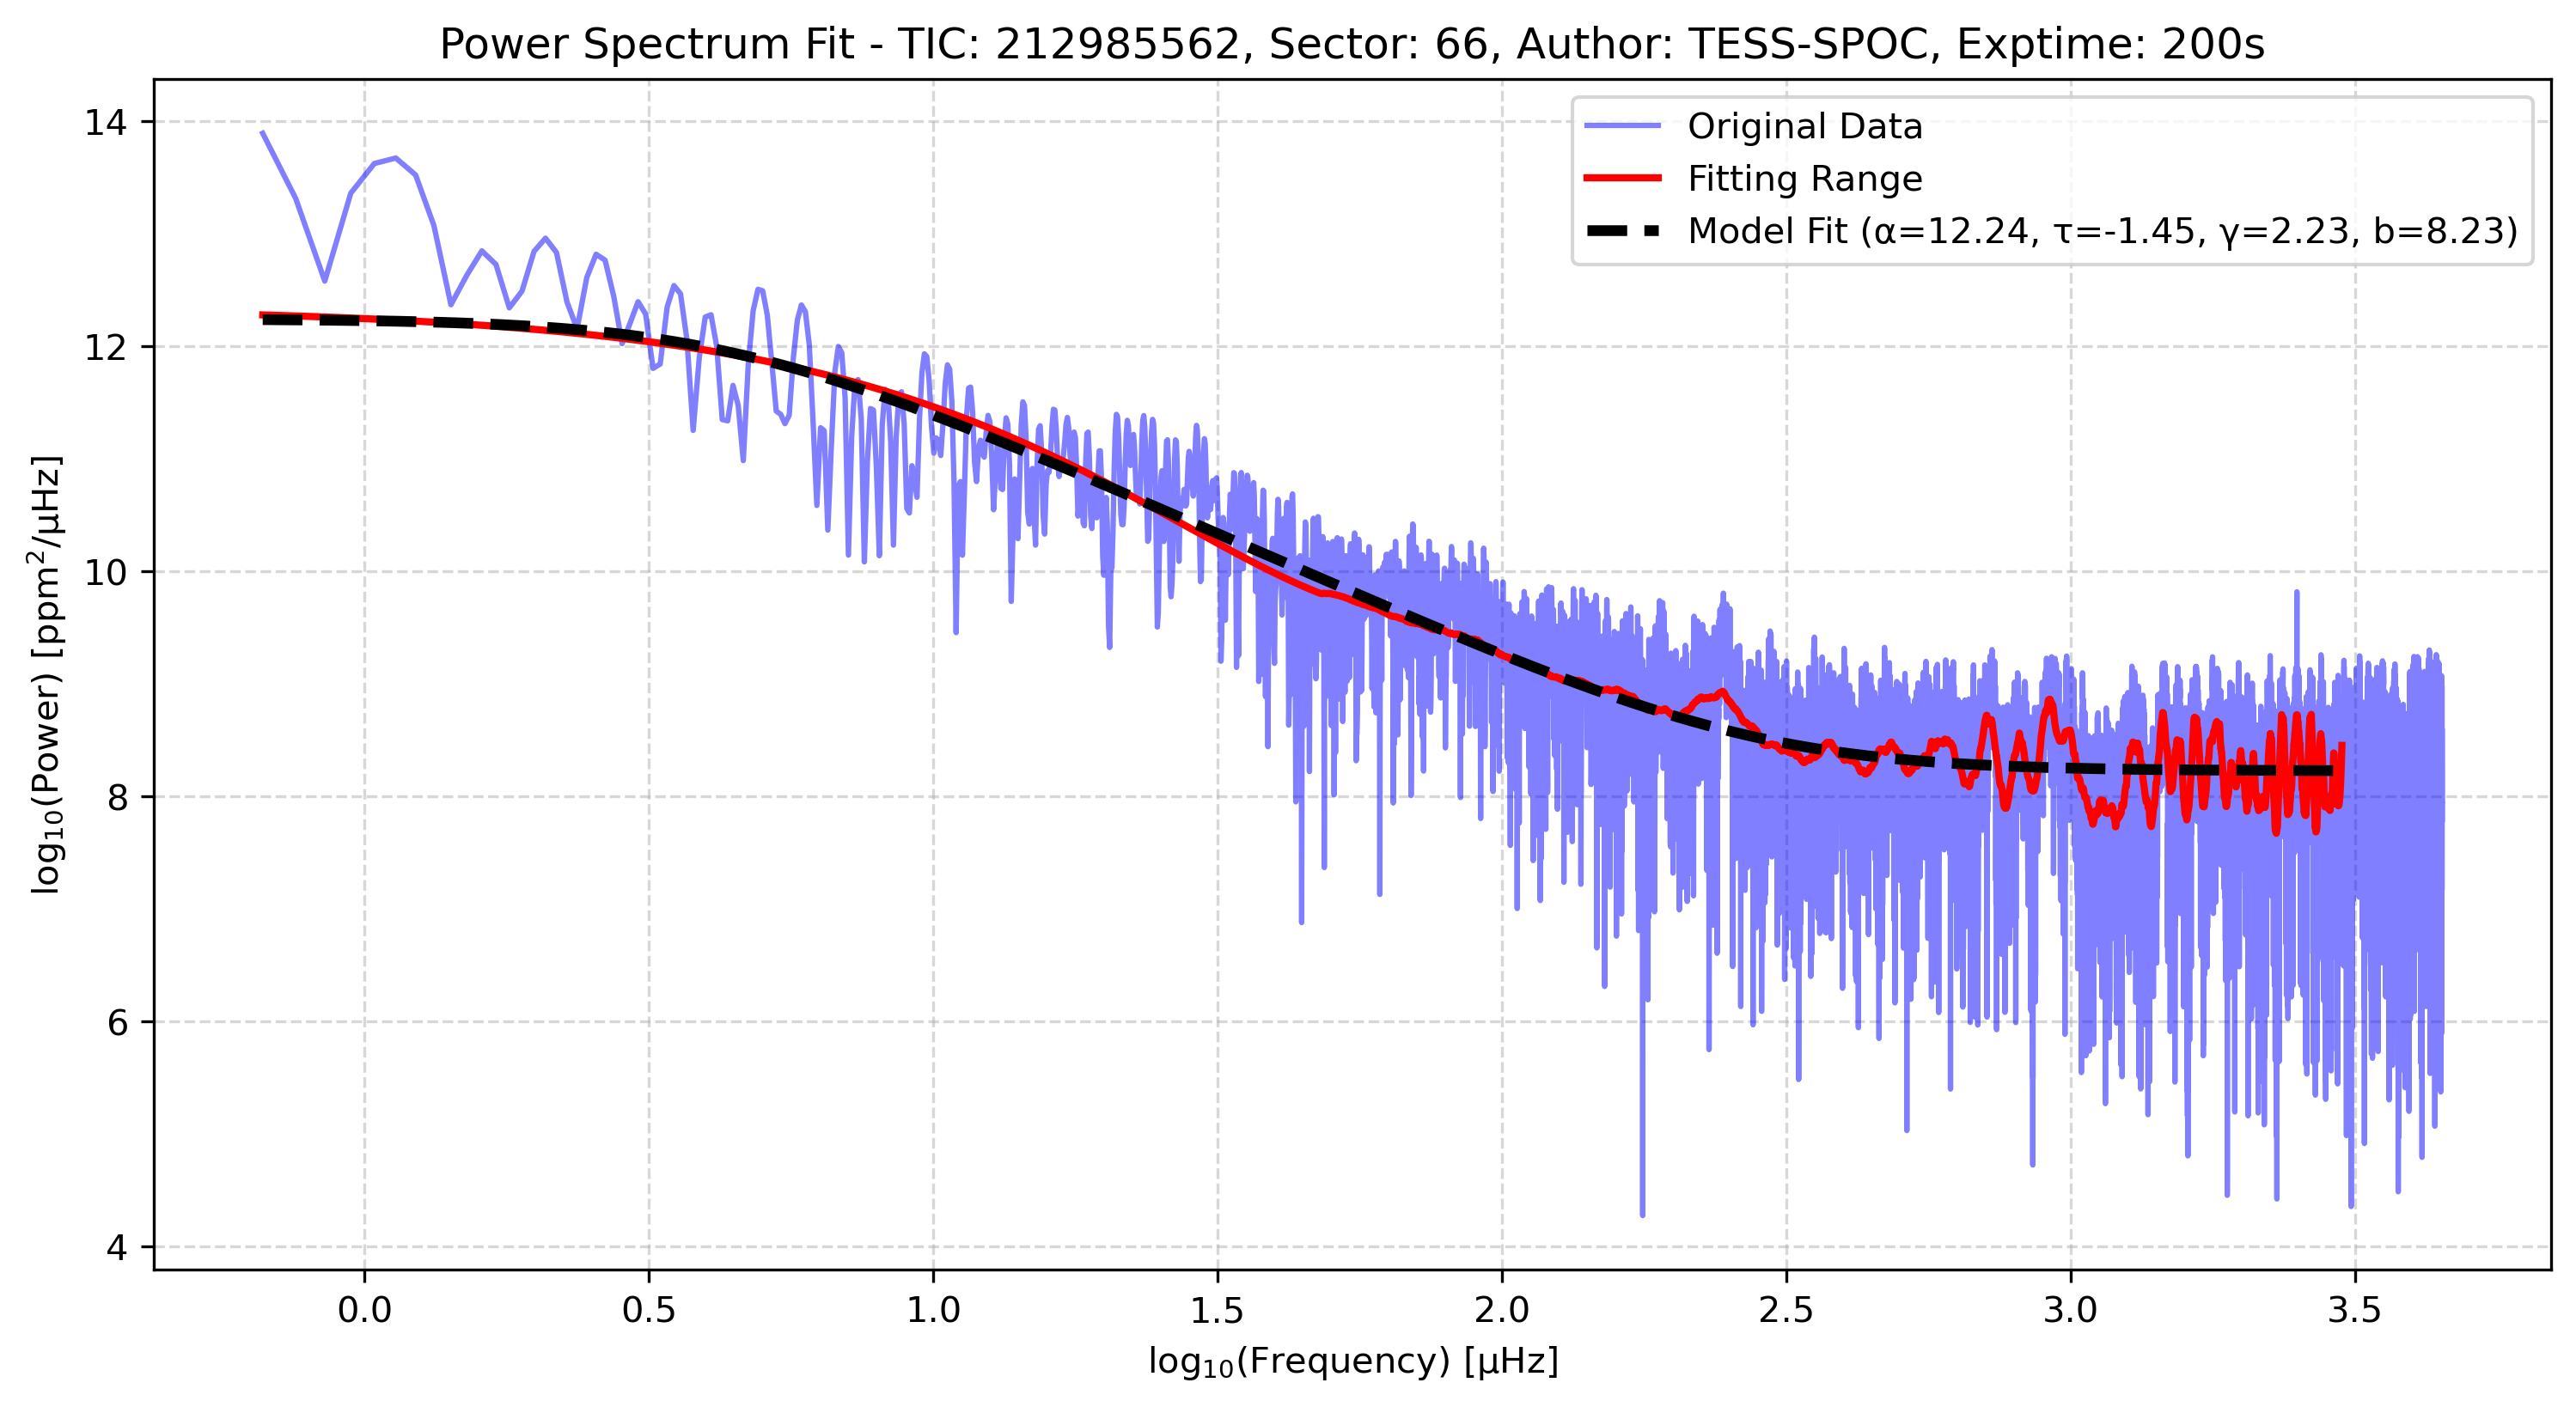 Power Spectrum Fit - TIC: 212985562, Sector: 66, Author: TESS-SPOC, Exptime: 200s
Original Data
Fitting Range
Model Fit (α=12.24, τ=-1.45, γ=2.23, b=8.23)
log₁₀(Power) [ppm²/μHz]
14
12
10
8
6
4
0.0 0.5 1.0 1.5 2.0 2.5 3.0 3.5
log₁₀(Frequency) [μHz]